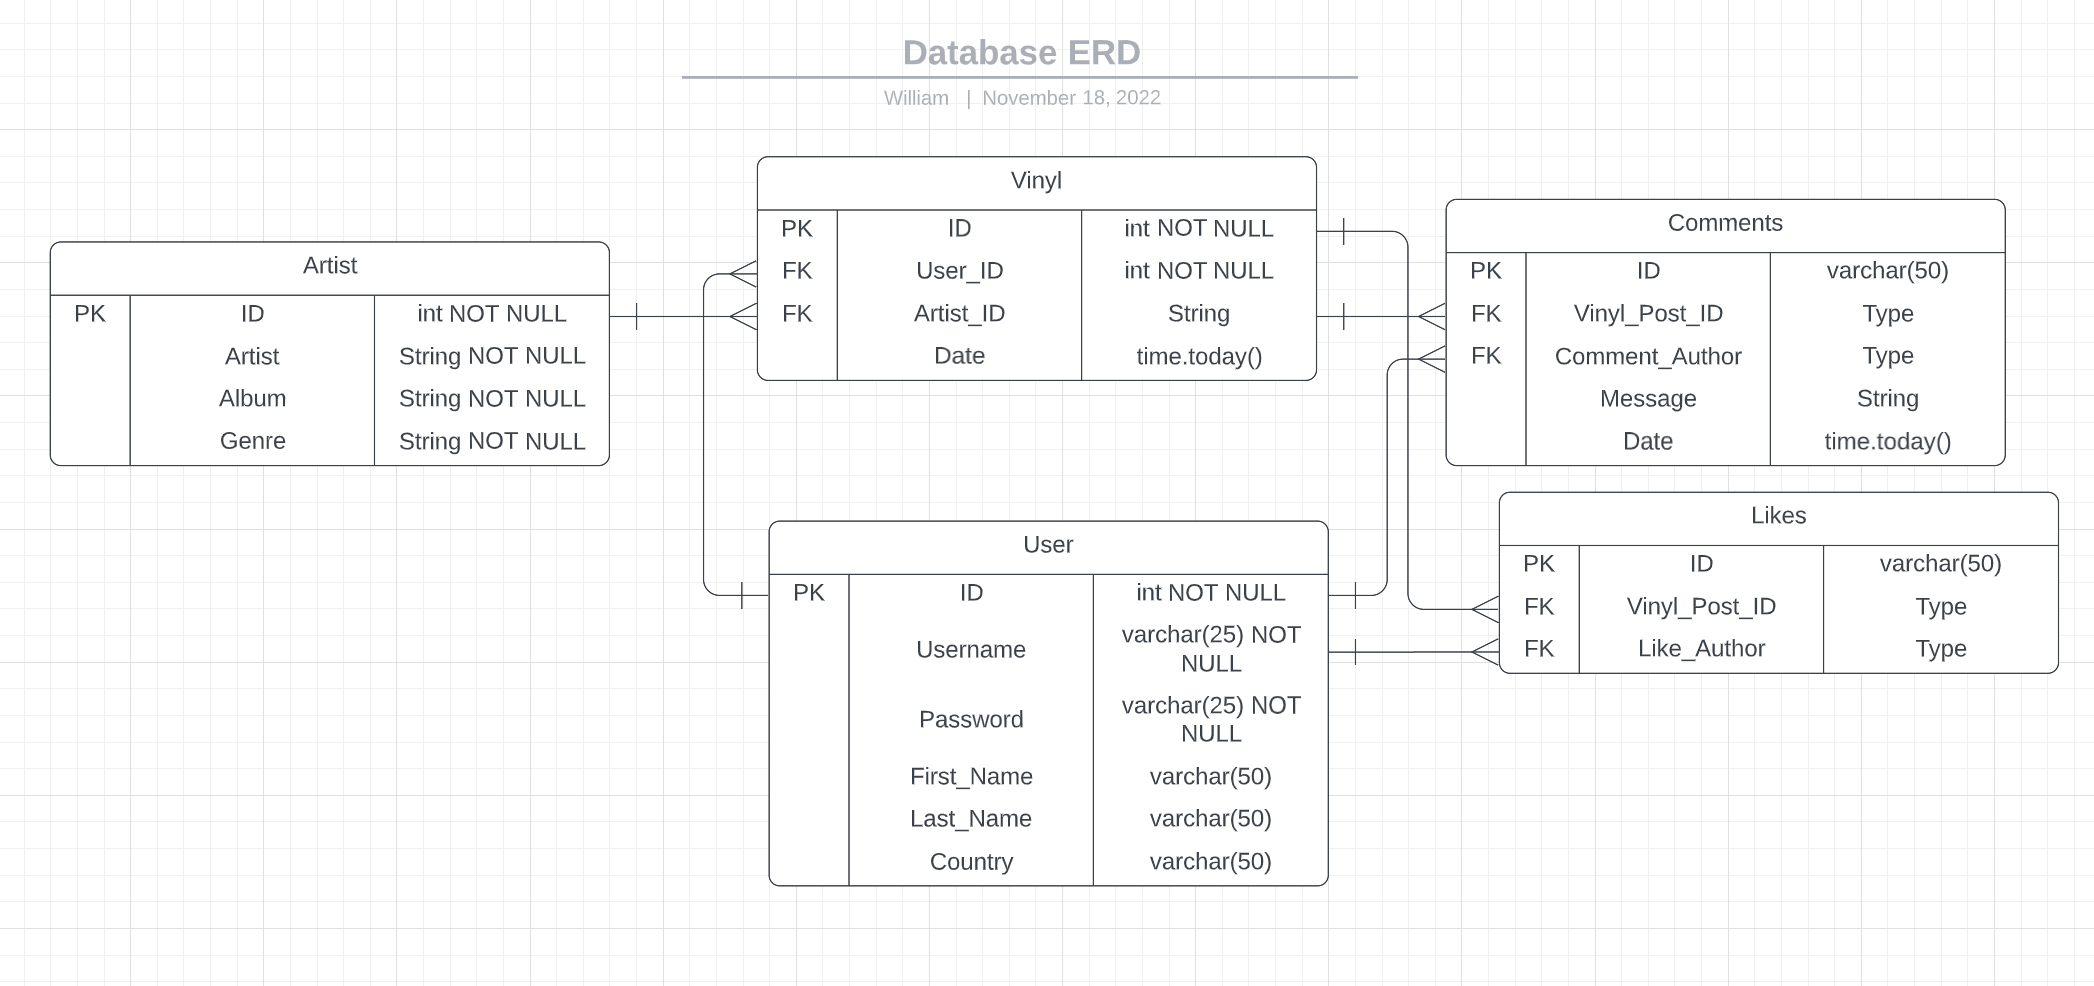 Database ERD
William | November 18, 2022
Artist
PK ID int NOT NULL
Artist String NOT NULL
Album String NOT NULL
Genre String NOT NULL
Vinyl
PK ID int NOT NULL
FK User_ID int NOT NULL
FK Artist_ID String
Date time.today()
User
PK ID int NOT NULL
Username varchar(25) NOT
NULL
Password varchar(25) NOT
NULL
First_Name varchar(50)
Last_Name varchar(50)
Country varchar(50)
Comments
PK ID varchar(50)
FK Vinyl_Post_ID Type
FK Comment_Author Type
Message String
Date time.today()
Likes
PK ID varchar(50)
FK Vinyl_Post_ID Type
FK Like_Author Type